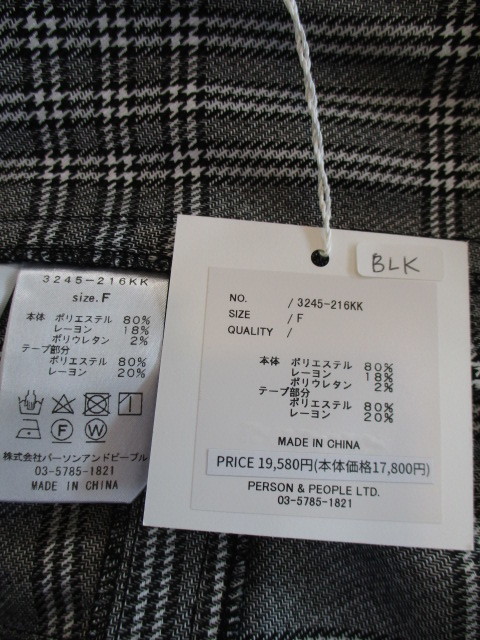 3245-216KK
size.F
本体 ポリエステル 80%
レーヨン 18%
ポリウレタン 2%
テープ部分
ポリエステル 80%
レーヨン 20%
F W
株式会社パーソンアンドピープル
03-5785-1821
MADE IN CHINA
BLK
NO. / 3245-216KK
SIZE / F
QUALITY /
本体 ポリエステル 80%
レーヨン 18%
ポリウレタン 2%
テープ部分
ポリエステル 80%
レーヨン 20%
MADE IN CHINA
PRICE 19,580円(本体価格17,800円)
PERSON & PEOPLE LTD.
03-5785-1821